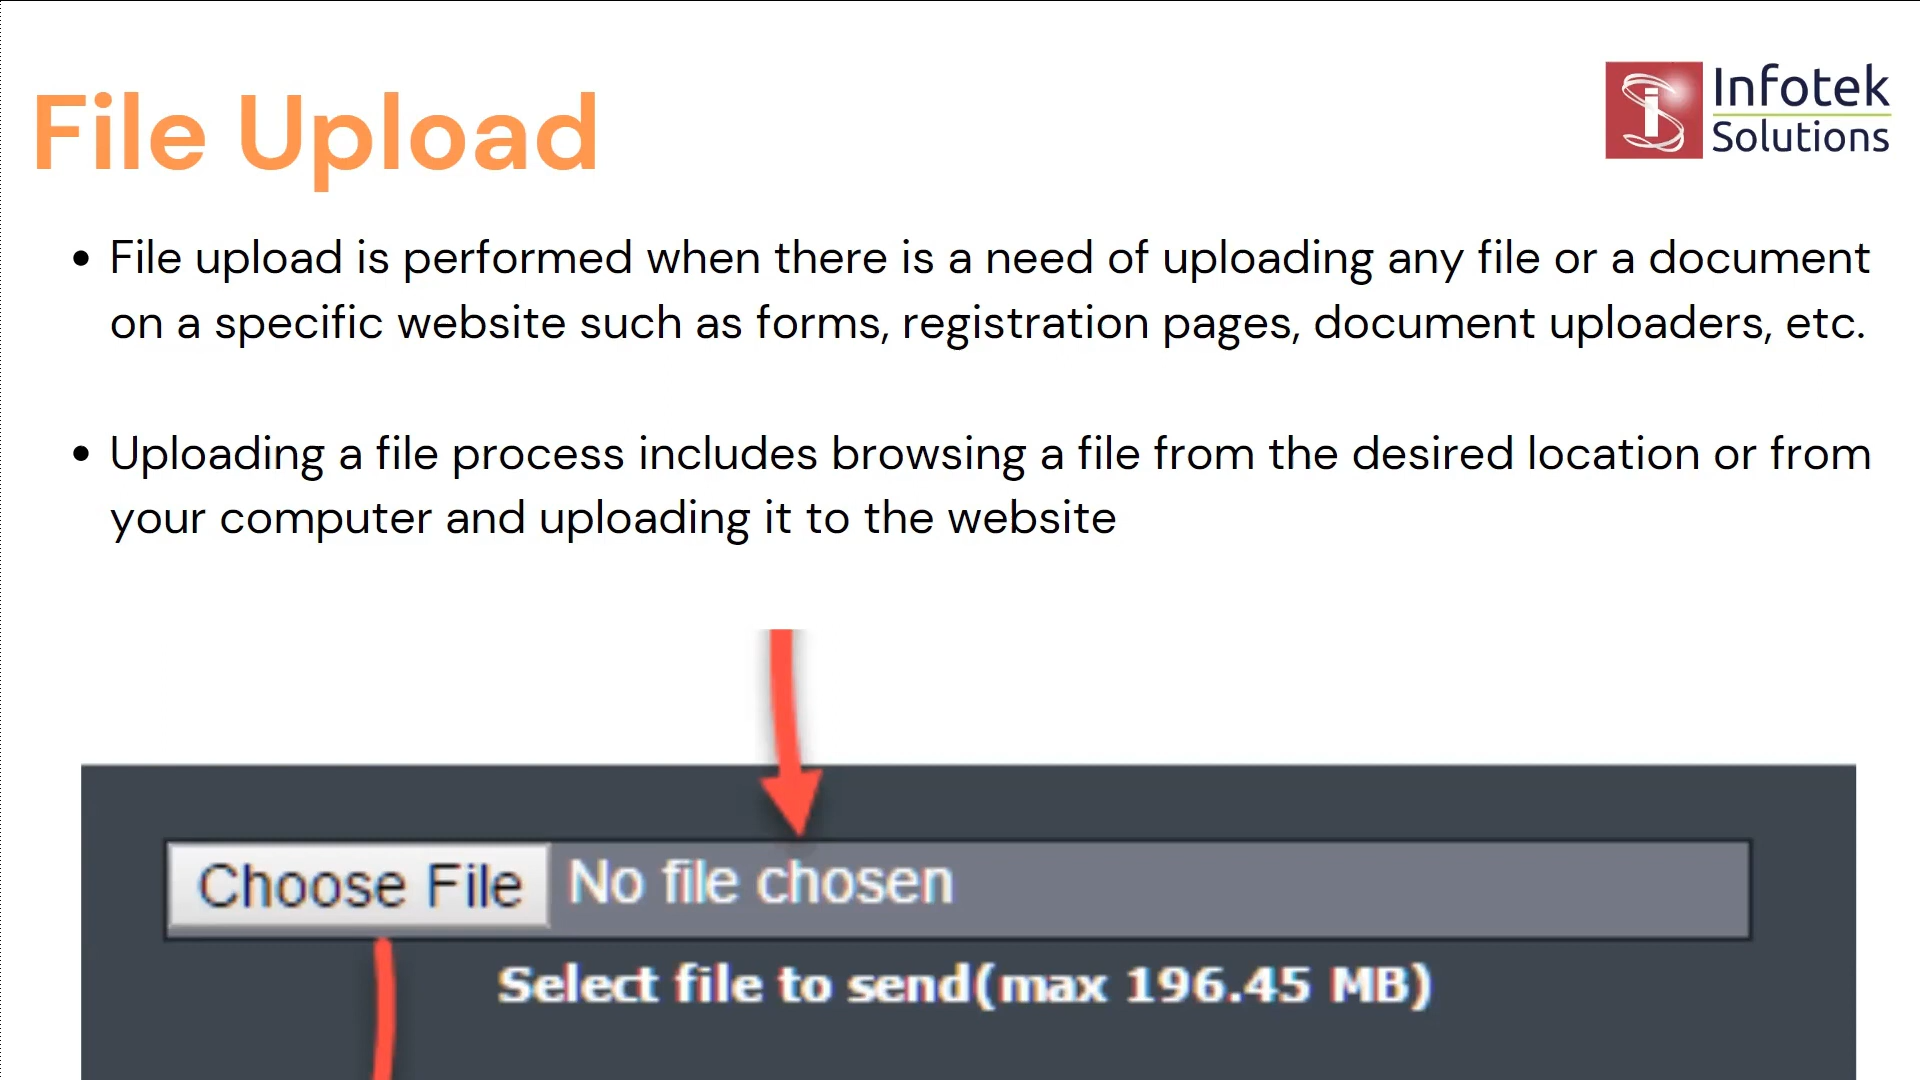 File Upload
Infotek
Solutions
• File upload is performed when there is a need of uploading any file or a document
on a specific website such as forms, registration pages, document uploaders, etc.
• Uploading a file process includes browsing a file from the desired location or from
your computer and uploading it to the website
Choose File No file chosen
Select file to send(max 196.45 MB)